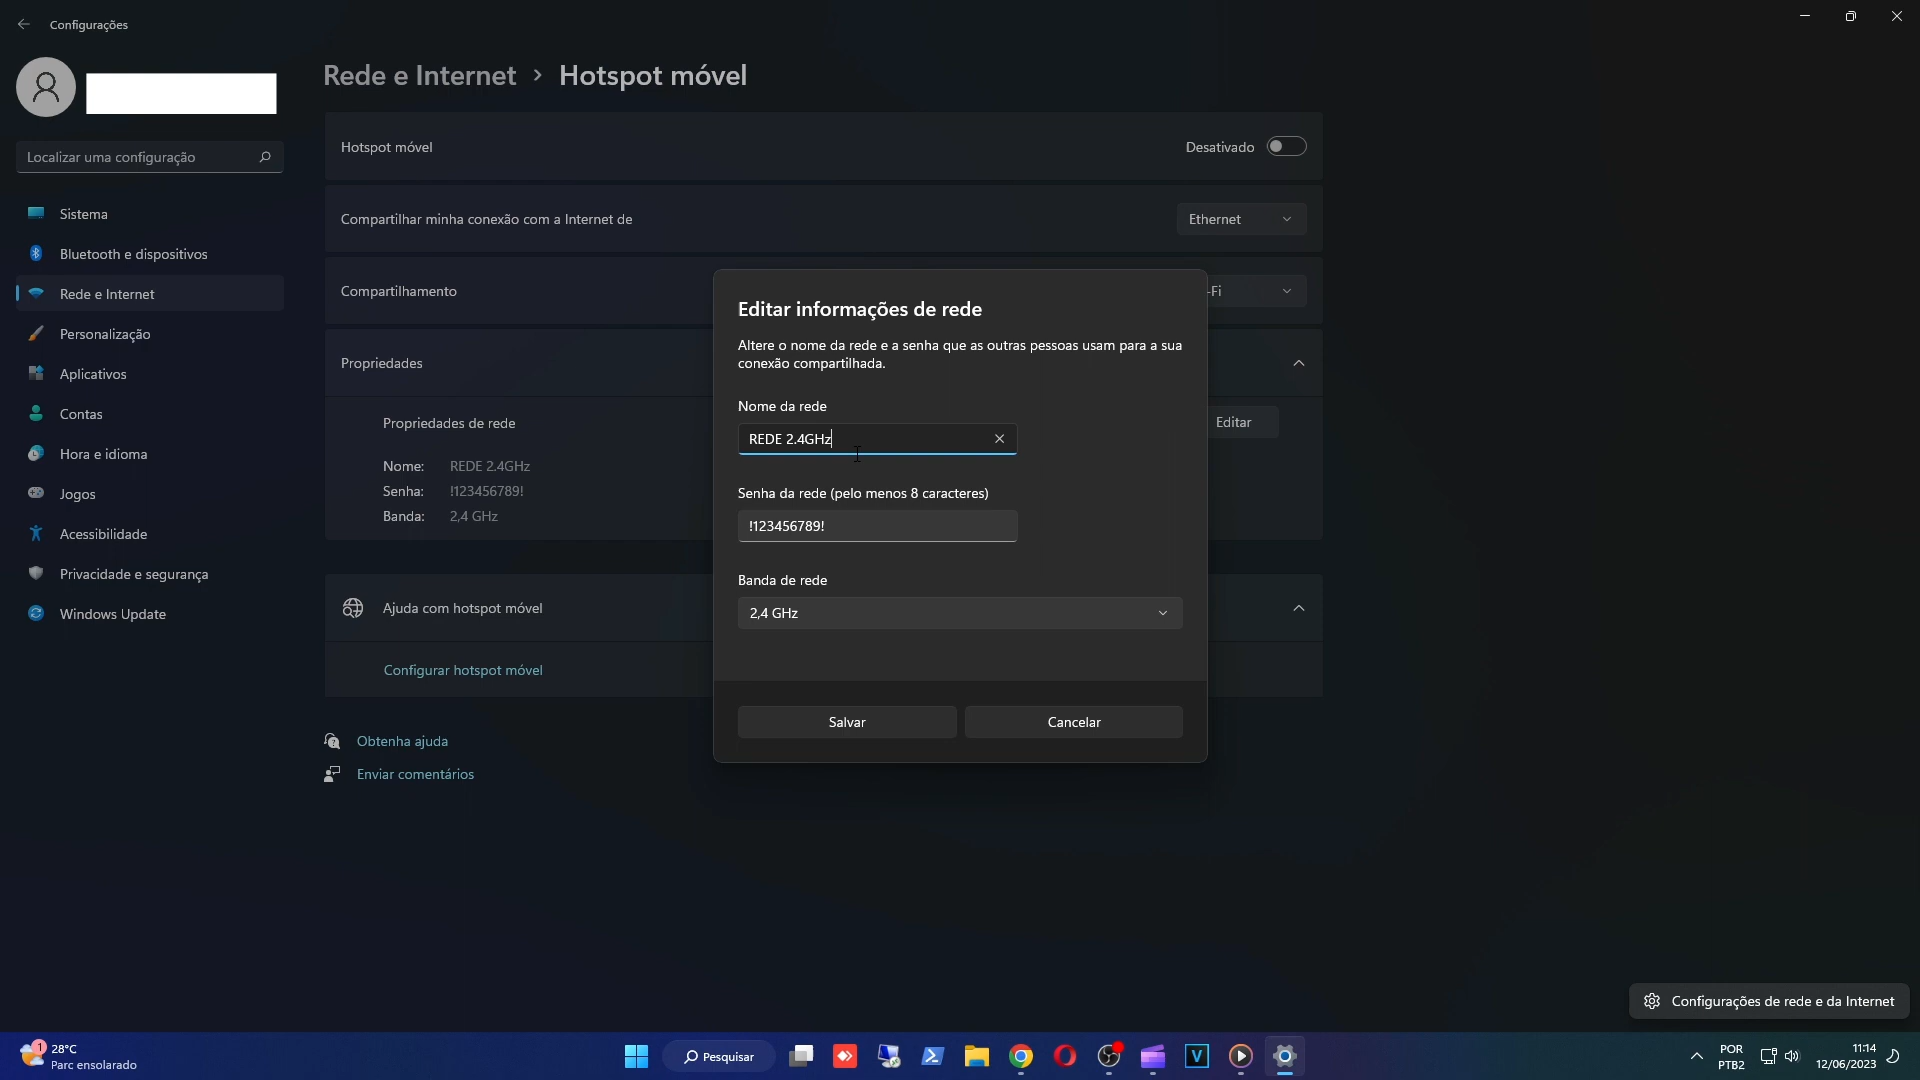 Configurações
Rede e Internet > Hotspot móvel
Localizar uma configuração
Sistema
Bluetooth e dispositivos
Rede e Internet
Personalização
Aplicativos
Contas
Hora e idioma
Jogos
Acessibilidade
Privacidade e segurança
Windows Update
Hotspot móvel
Desativado
Compartilhar minha conexão com a Internet de
Ethernet
Compartilhamento
-Fi
Propriedades
Propriedades de rede
Editar
Nome: REDE 2.4GHz
Senha: !123456789!
Banda: 2,4 GHz
Ajuda com hotspot móvel
Configurar hotspot móvel
Obtenha ajuda
Enviar comentários
Editar informações de rede
Altere o nome da rede e a senha que as outras pessoas usam para a sua
conexão compartilhada.
Nome da rede
REDE 2.4GHz
Senha da rede (pelo menos 8 caracteres)
!123456789!
Banda de rede
2,4 GHz
Salvar
Cancelar
Configurações de rede e da Internet
1
28°C
Parc ensolarado
Pesquisar
V
POR
PTB2
11:14
12/06/2023